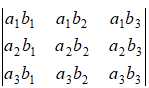 |a₁b₁ a₁b₂ a₁b₃|
|a₂b₁ a₂b₂ a₂b₃|
|a₃b₁ a₃b₂ a₃b₃|